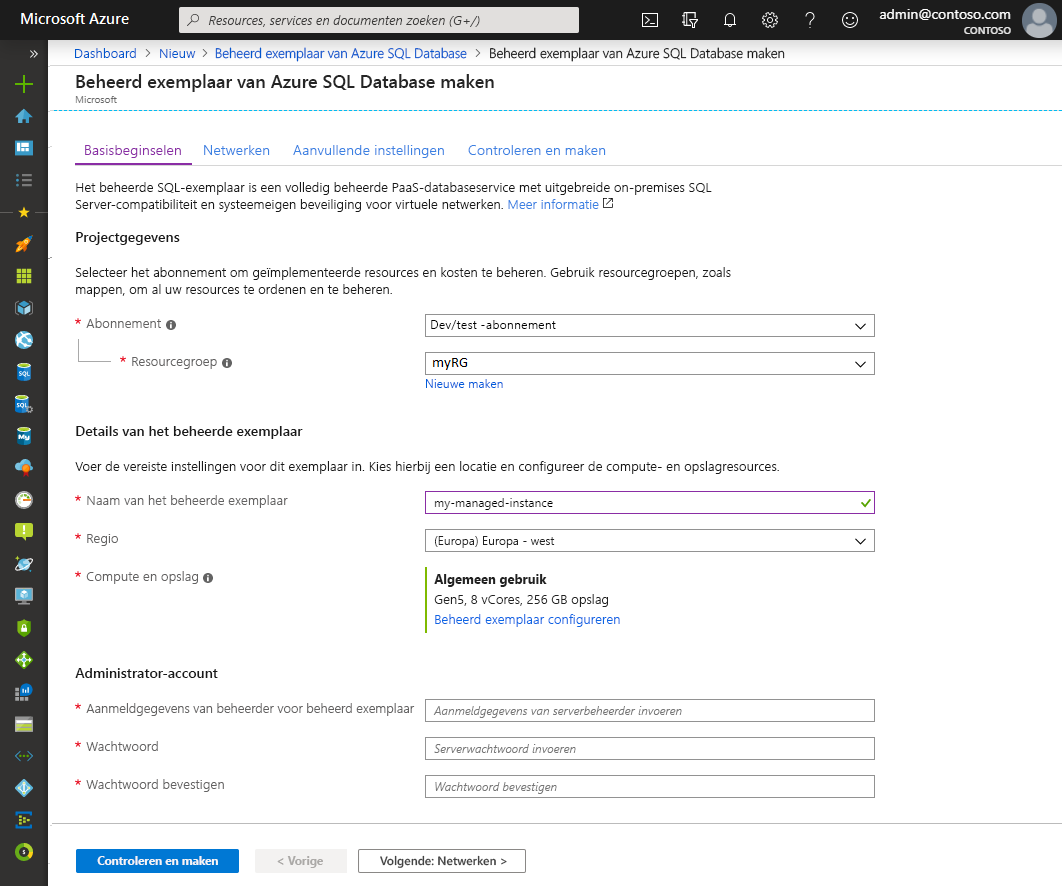 Microsoft Azure
Resources, services en documenten zoeken (G+/)
admin@contoso.com
CONTOSO
Dashboard > Nieuw > Beheerd exemplaar van Azure SQL Database > Beheerd exemplaar van Azure SQL Database maken
Beheerd exemplaar van Azure SQL Database maken
Microsoft
Basisbeginselen Netwerken Aanvullende instellingen Controleren en maken
Het beheerde SQL-exemplaar is een volledig beheerde PaaS-databaseservice met uitgebreide on-premises SQL
Server-compatibiliteit en systeemeigen beveiliging voor virtuele netwerken. Meer informatie
Projectgegevens
Selecteer het abonnement om geïmplementeerde resources en kosten te beheren. Gebruik resourcegroepen, zoals
mappen, om al uw resources te ordenen en te beheren.
* Abonnement
Dev/test -abonnement
* Resourcegroep
myRG
Nieuwe maken
Details van het beheerde exemplaar
Voer de vereiste instellingen voor dit exemplaar in. Kies hierbij een locatie en configureer de compute- en opslagresources.
* Naam van het beheerde exemplaar
my-managed-instance
* Regio
(Europa) Europa - west
* Compute en opslag
Algemeen gebruik
Gen5, 8 vCores, 256 GB opslag
Beheerd exemplaar configureren
Administrator-account
* Aanmeldgegevens van beheerder voor beheerd exemplaar
Aanmeldgegevens van serverbeheerder invoeren
* Wachtwoord
Serverwachtwoord invoeren
* Wachtwoord bevestigen
Wachtwoord bevestigen
Controleren en maken
< Vorige
Volgende: Netwerken >